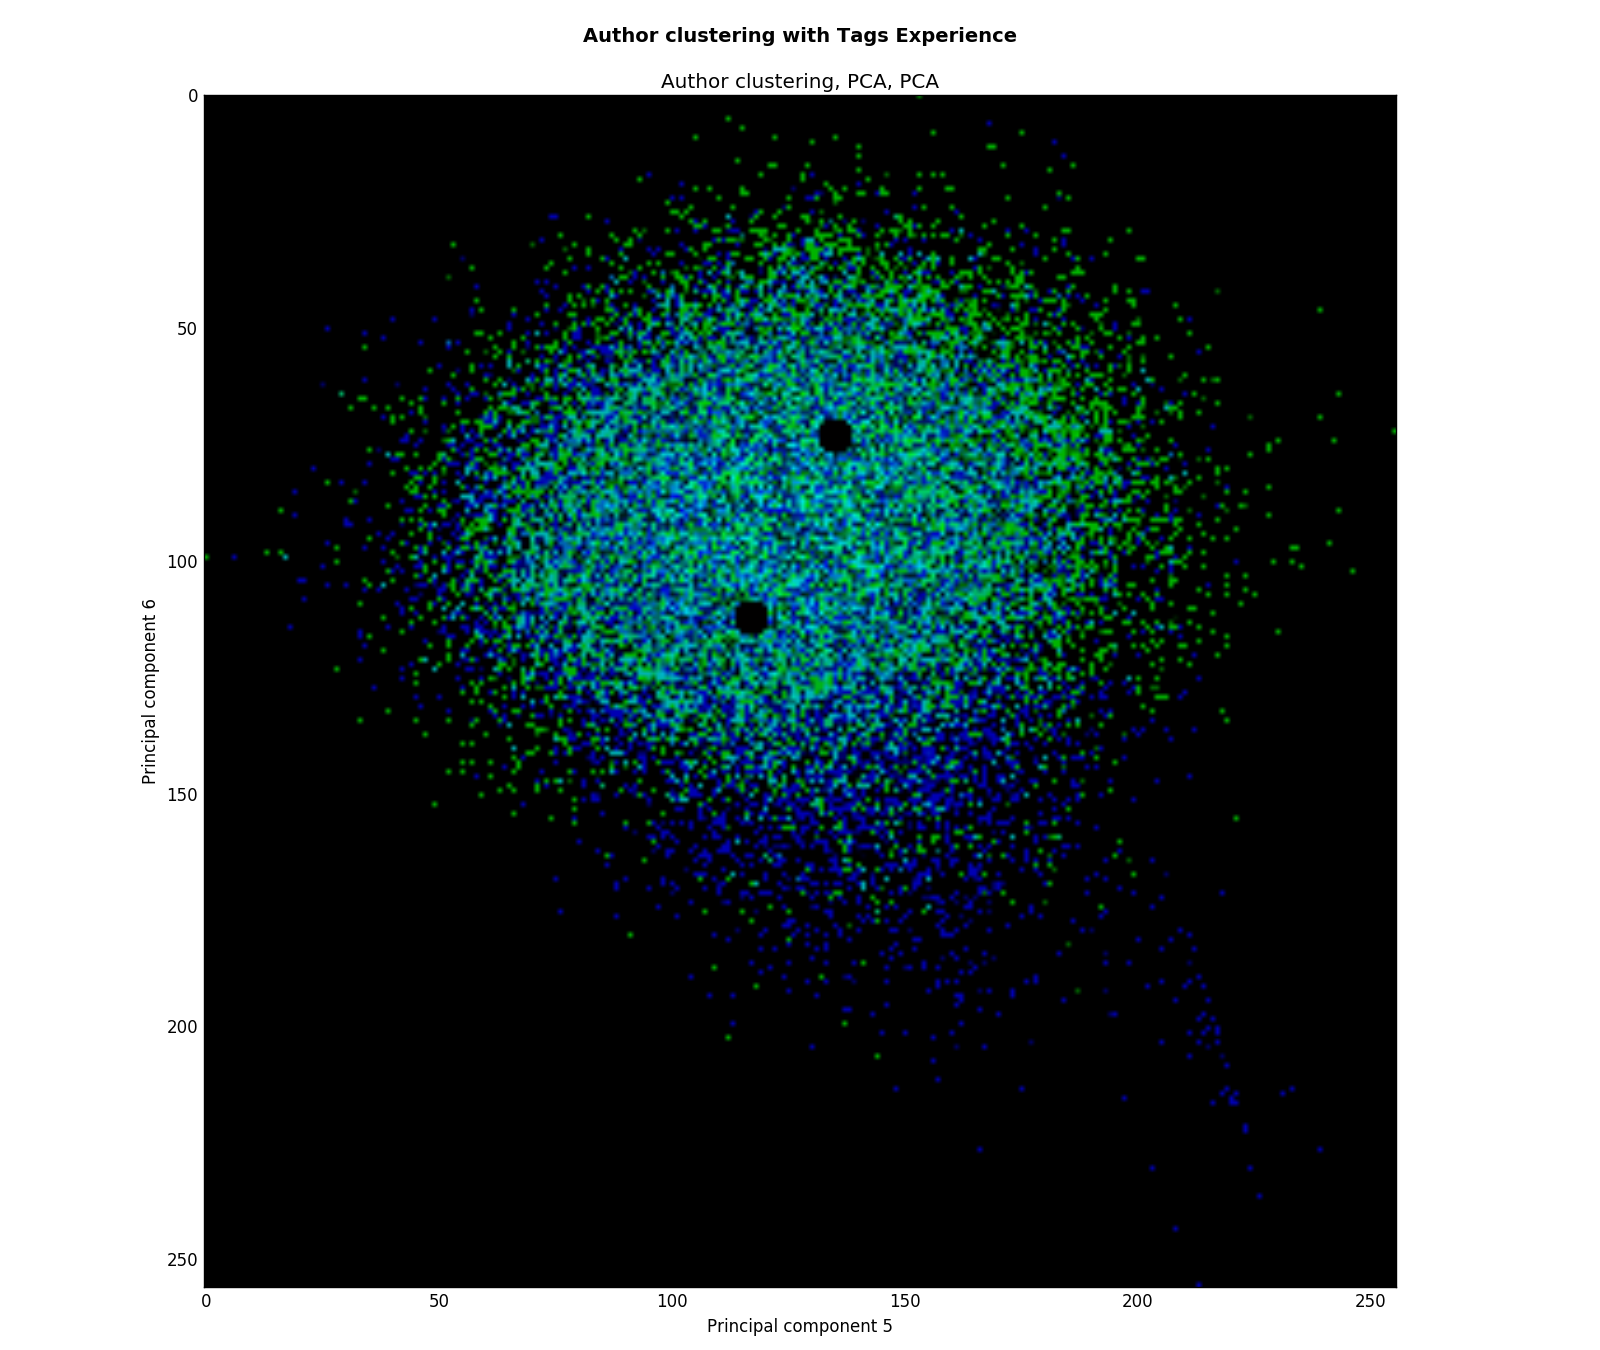 Author clustering with Tags Experience
Author clustering, PCA, PCA
0
50
100
150
200
250
Principal component 6
0 50 100 150 200 250
Principal component 5